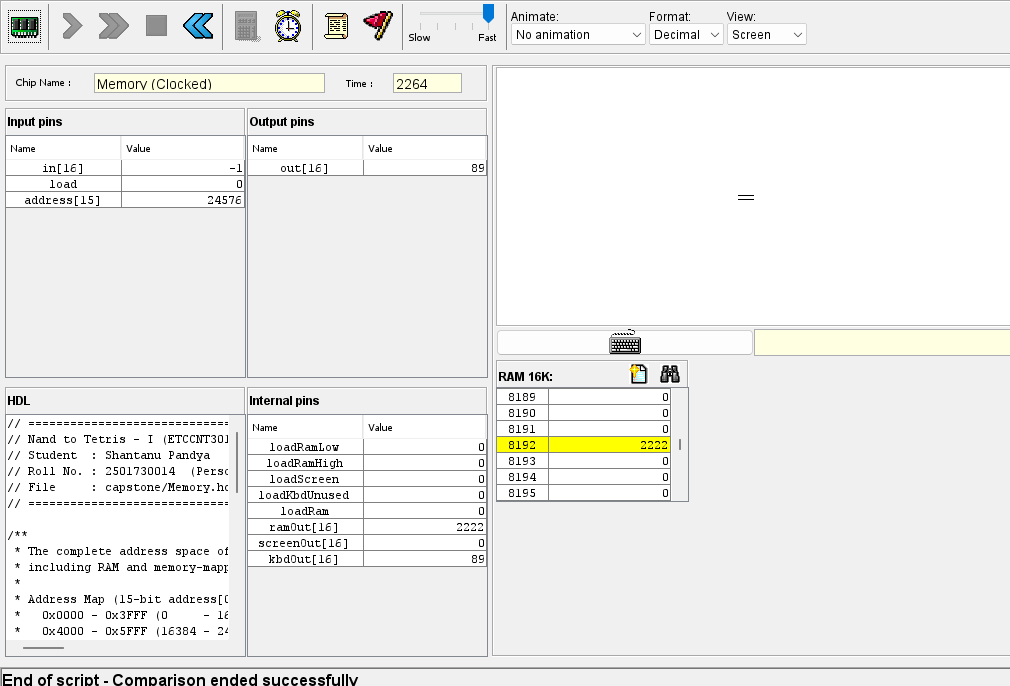 Animate: Format: View:
Slow Fast No animation Decimal Screen
Chip Name : Memory (Clocked) Time : 2264
Input pins
Name Value
in[16] -1
load 0
address[15] 24576
Output pins
Name Value
out[16] 89
HDL
// ==============================
// Nand to Tetris - I (ETCCNT301
// Student : Shantanu Pandya
// Roll No. : 2501730014 (Perso
// File : capstone/Memory.hd
// ==============================
/**
* The complete address space of
* including RAM and memory-mapp
*
* Address Map (15-bit address[0
* 0x0000 - 0x3FFF (0 - 16
* 0x4000 - 0x5FFF (16384 - 24
Internal pins
Name Value
loadRamLow 0
loadRamHigh 0
loadScreen 0
loadKbdUnused 0
loadRam 0
ramOut[16] 2222
screenOut[16] 0
kbdOut[16] 89
RAM 16K:
8189 0
8190 0
8191 0
8192 2222
8193 0
8194 0
8195 0
End of script - Comparison ended successfully